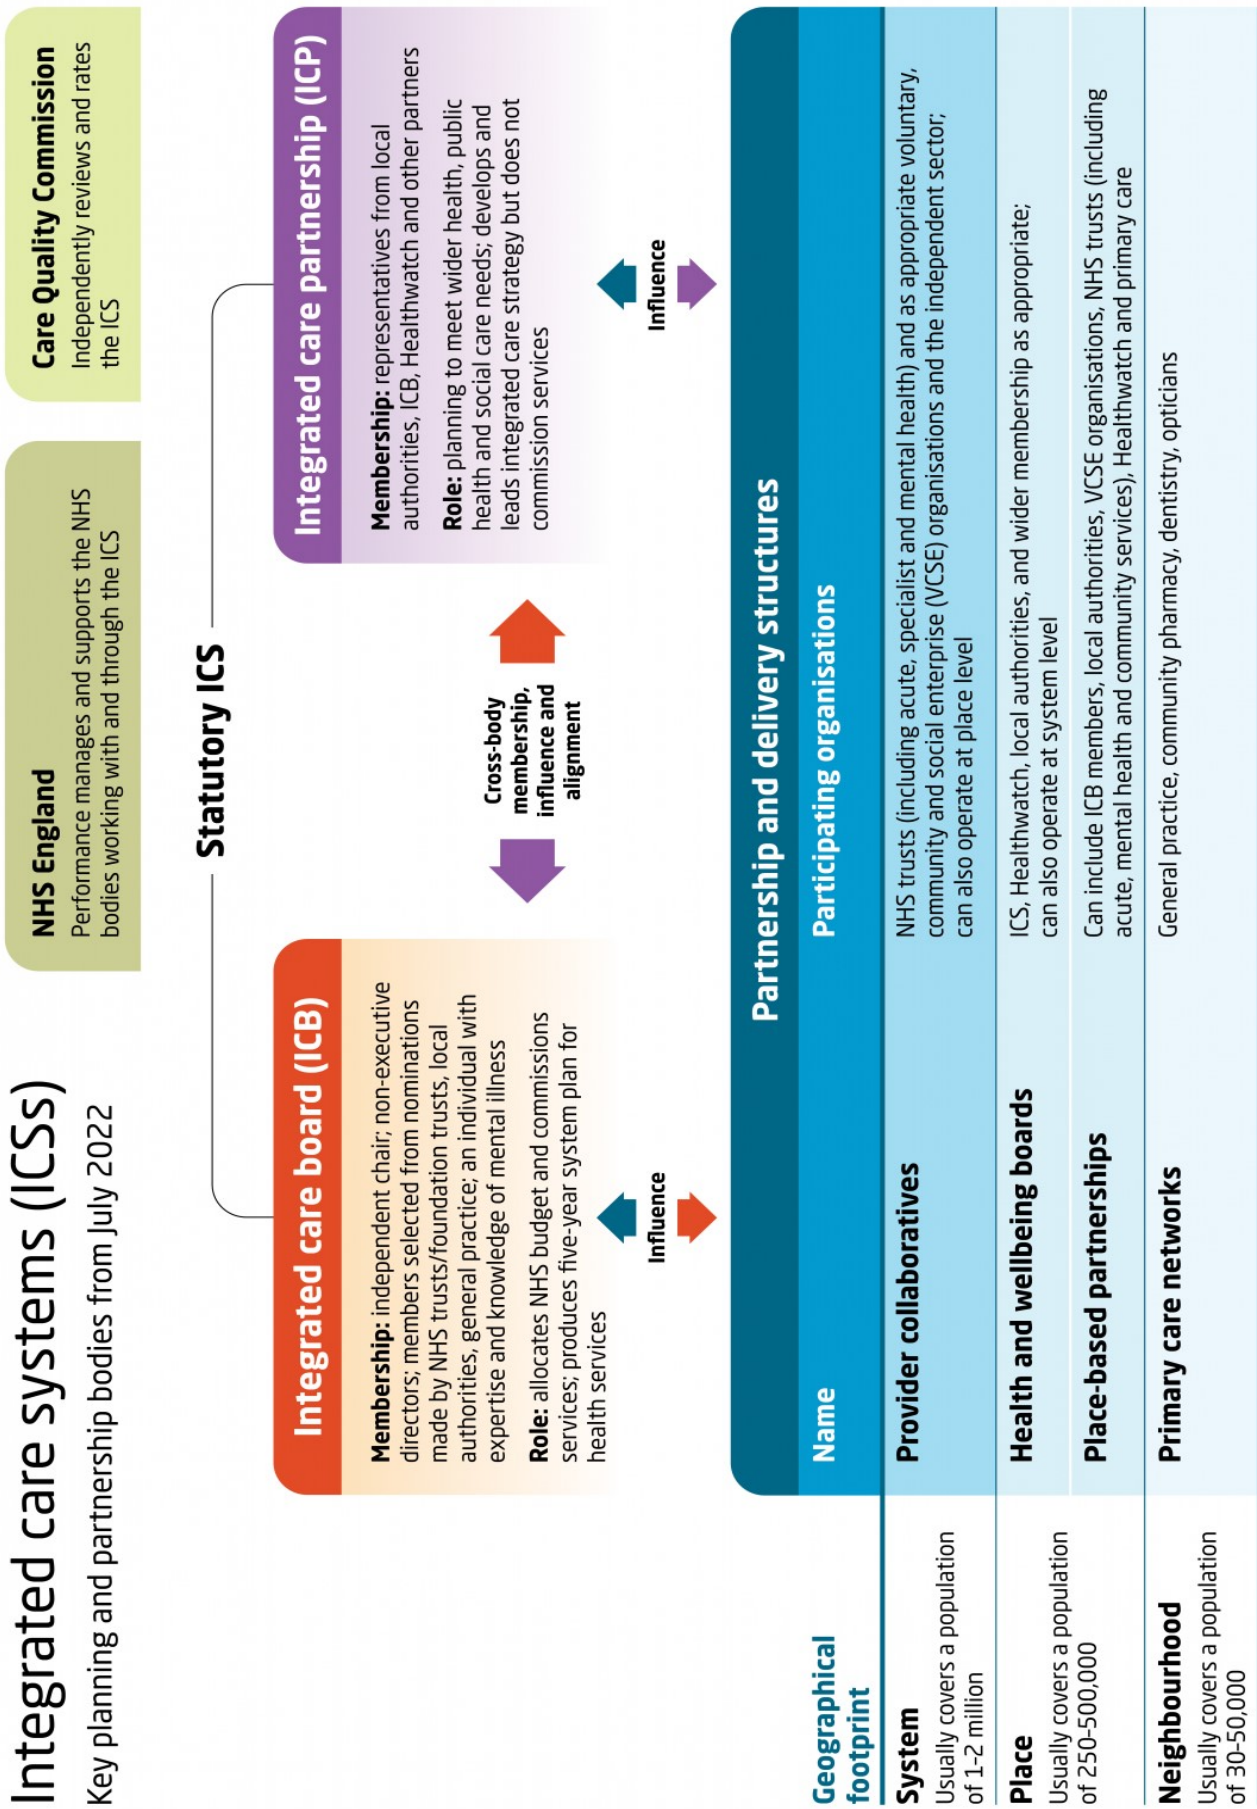 Integrated care systems (ICSs)
Key planning and partnership bodies from July 2022
NHS England
Performance manages and supports the NHS
bodies working with and through the ICS
Care Quality Commission
Independently reviews and rates
the ICS
Statutory ICS
Integrated care board (ICB)
Membership: independent chair; non-executive
directors; members selected from nominations
made by NHS trusts/foundation trusts, local
authorities, general practice; an individual with
expertise and knowledge of mental illness
Role: allocates NHS budget and commissions
services; produces five-year system plan for
health services
Cross-body
membership,
influence and
alignment
Integrated care partnership (ICP)
Membership: representatives from local
authorities, ICB, Healthwatch and other partners
Role: planning to meet wider health, public
health and social care needs; develops and
leads integrated care strategy but does not
commission services
Influence
Influence
Partnership and delivery structures
Geographical
footprint
Name
Participating organisations
System
Usually covers a population
of 1-2 million
Provider collaboratives
NHS trusts (including acute, specialist and mental health) and as appropriate voluntary,
community and social enterprise (VCSE) organisations and the independent sector;
can also operate at place level
Place
Usually covers a population
of 250-500,000
Health and wellbeing boards
ICS, Healthwatch, local authorities, and wider membership as appropriate;
can also operate at system level
Place-based partnerships
Can include ICB members, local authorities, VCSE organisations, NHS trusts (including
acute, mental health and community services), Healthwatch and primary care
Neighbourhood
Usually covers a population
of 30-50,000
Primary care networks
General practice, community pharmacy, dentistry, opticians